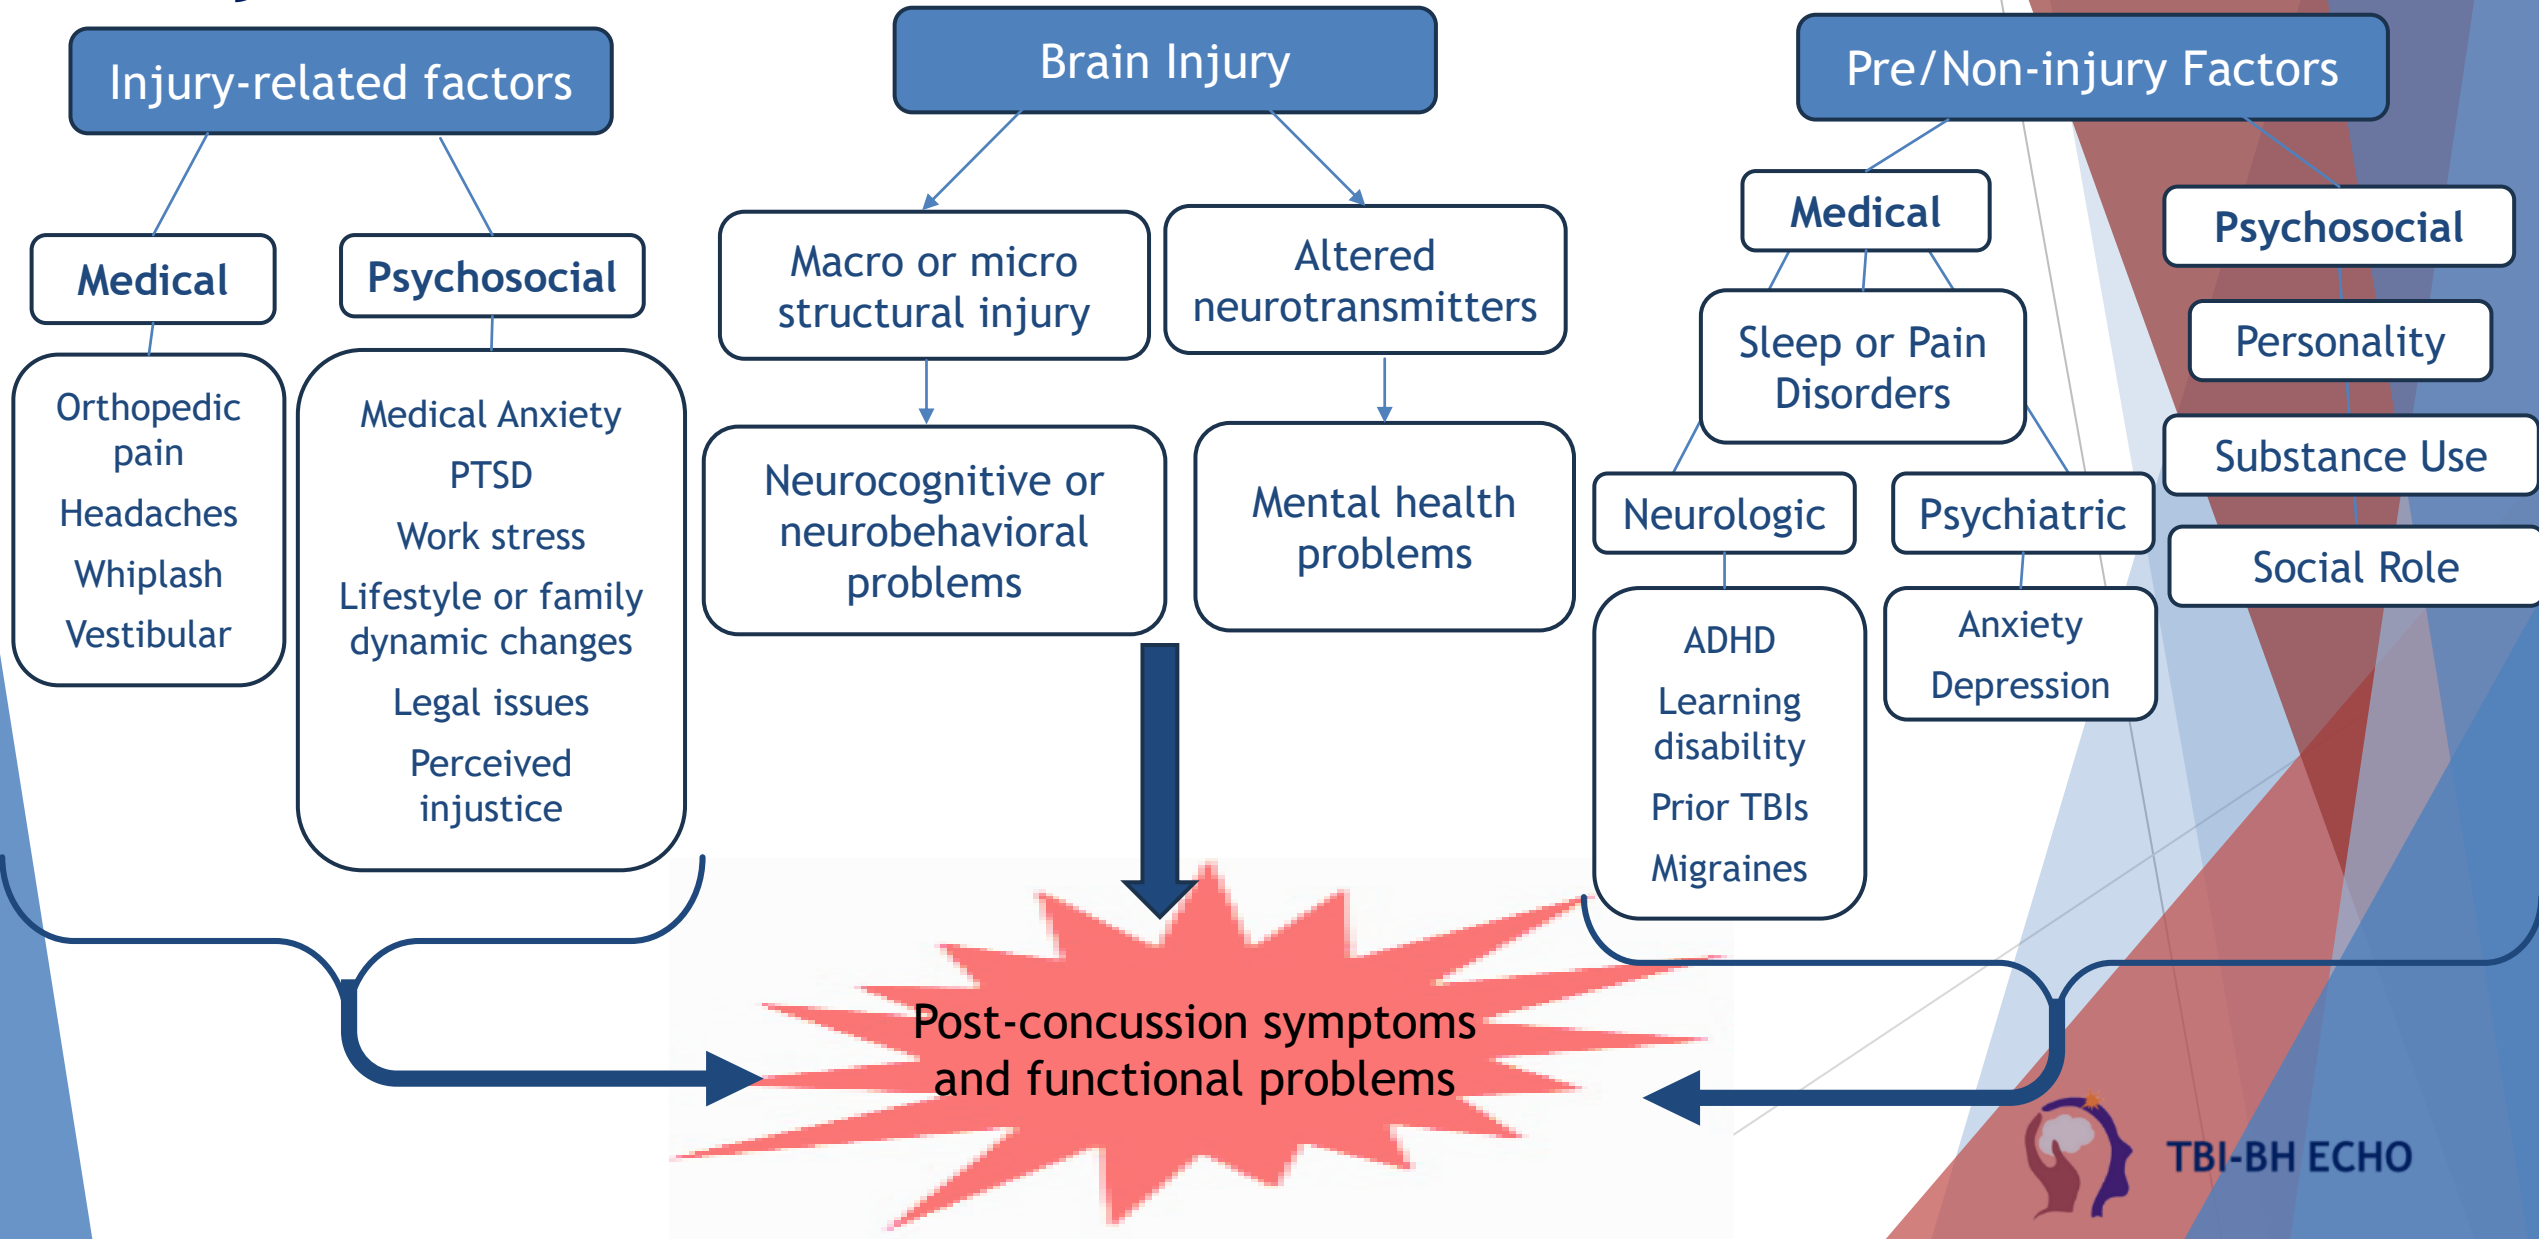 Injury-related factors
Medical
Orthopedic
pain
Headaches
Whiplash
Vestibular
Psychosocial
Medical Anxiety
PTSD
Work stress
Lifestyle or family
dynamic changes
Legal issues
Perceived
injustice
Brain Injury
Macro or micro
structural injury
Neurocognitive or
neurobehavioral
problems
Altered
neurotransmitters
Mental health
problems
Pre/Non-injury Factors
Medical
Sleep or Pain
Disorders
Neurologic
ADHD
Learning
disability
Prior TBIs
Migraines
Psychiatric
Anxiety
Depression
Psychosocial
Personality
Substance Use
Social Role
Post-concussion symptoms
and functional problems
TBI-BH ECHO